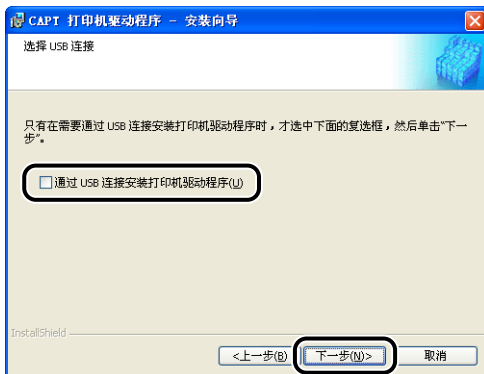 CAPT 打印机驱动程序 - 安装向导
选择 USB 连接
只有在需要通过 USB 连接安装打印机驱动程序时，才选中下面的复选框，然后单击“下一
步”。
通过 USB 连接安装打印机驱动程序(U)
InstallShield
<上一步(B) 下一步(N)> 取消